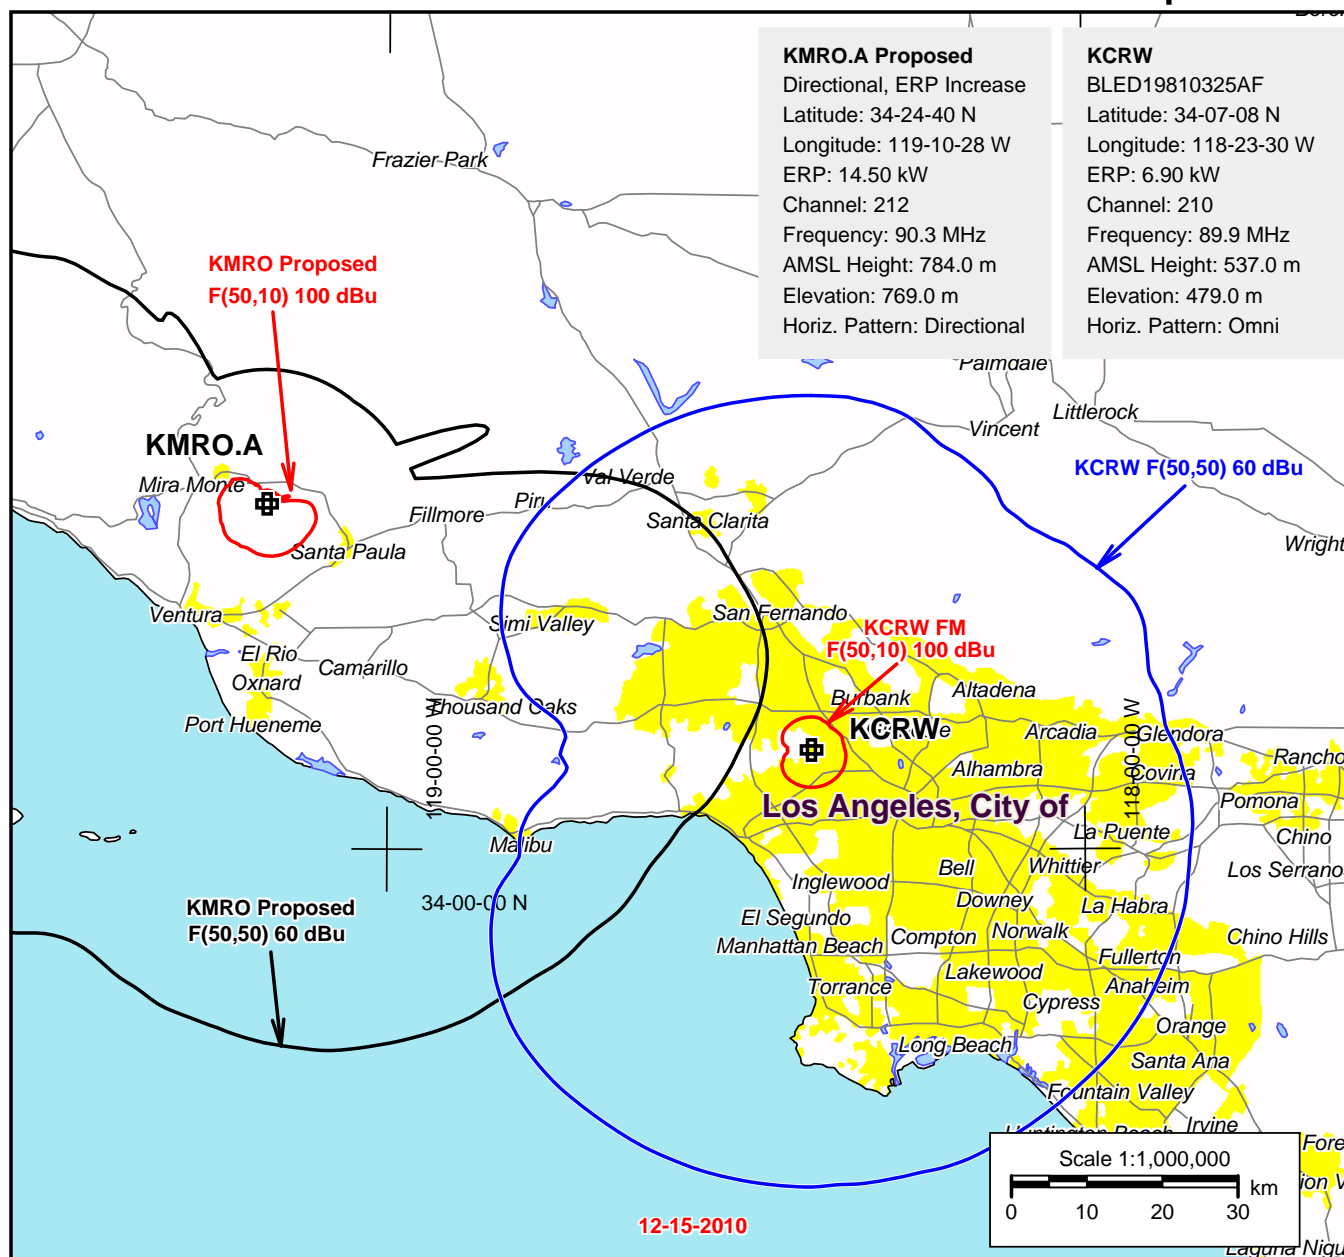 KMRO.A Proposed
Directional, ERP Increase
Latitude: 34-24-40 N
Longitude: 119-10-28 W
ERP: 14.50 kW
Channel: 212
Frequency: 90.3 MHz
AMSL Height: 784.0 m
Elevation: 769.0 m
Horiz. Pattern: Directional
KCRW
BLED19810325AF
Latitude: 34-07-08 N
Longitude: 118-23-30 W
ERP: 6.90 kW
Channel: 210
Frequency: 89.9 MHz
AMSL Height: 537.0 m
Elevation: 479.0 m
Horiz. Pattern: Omni
Frazier Park
KMRO Proposed
F(50,10) 100 dBu
Palmdale
Littlerock
Vincent
KMRO.A
KCRW F(50,50) 60 dBu
Mira Monte
Val Verde
Piru
Fillmore
Santa Clarita
Wright
Santa Paula
Ventura
San Fernando
Simi Valley
KCRW FM
F(50,10) 100 dBu
El Rio
Camarillo
Oxnard
Burbank
Altadena
Thousand Oaks
Port Hueneme
119-00-00 W
KCRW
Arcadia
Glendora
118-00-00 W
Rancho
Alhambra
Covina
Los Angeles, City of
Pomona
La Puente
Chino
Malibu
Whittier
Bell
Los Serrano
Inglewood
34-00-00 N
Downey
La Habra
KMRO Proposed
F(50,50) 60 dBu
El Segundo
Manhattan Beach
Compton
Norwalk
Chino Hills
Fullerton
Lakewood
Anaheim
Torrance
Cypress
Orange
Long Beach
Santa Ana
Fountain Valley
Huntington Beach
Irvine
Fore
Scale 1:1,000,000
km
0 10 20 30
ion V
12-15-2010
Laguna Nigu